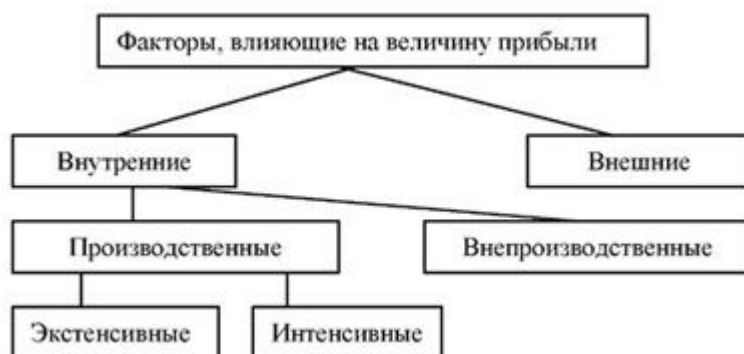 Факторы, влияющие на величину прибыли
Внутренние
Внешние
Производственные
Внепроизводственные
Экстенсивные
Интенсивные